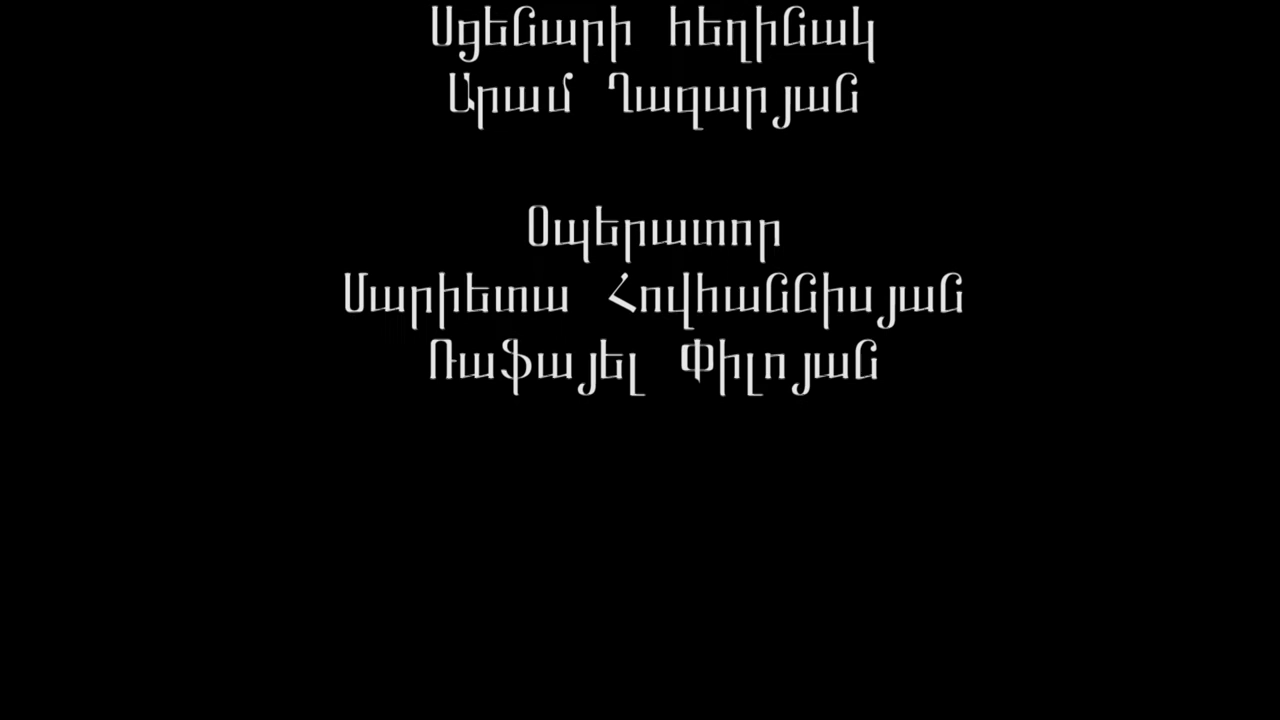 Սցենարի հեղինակ
Արամ Ղազարյան
Օպերատոր
Մարիետա Հովհաննիսյան
Ռաֆայել Փիլոյան